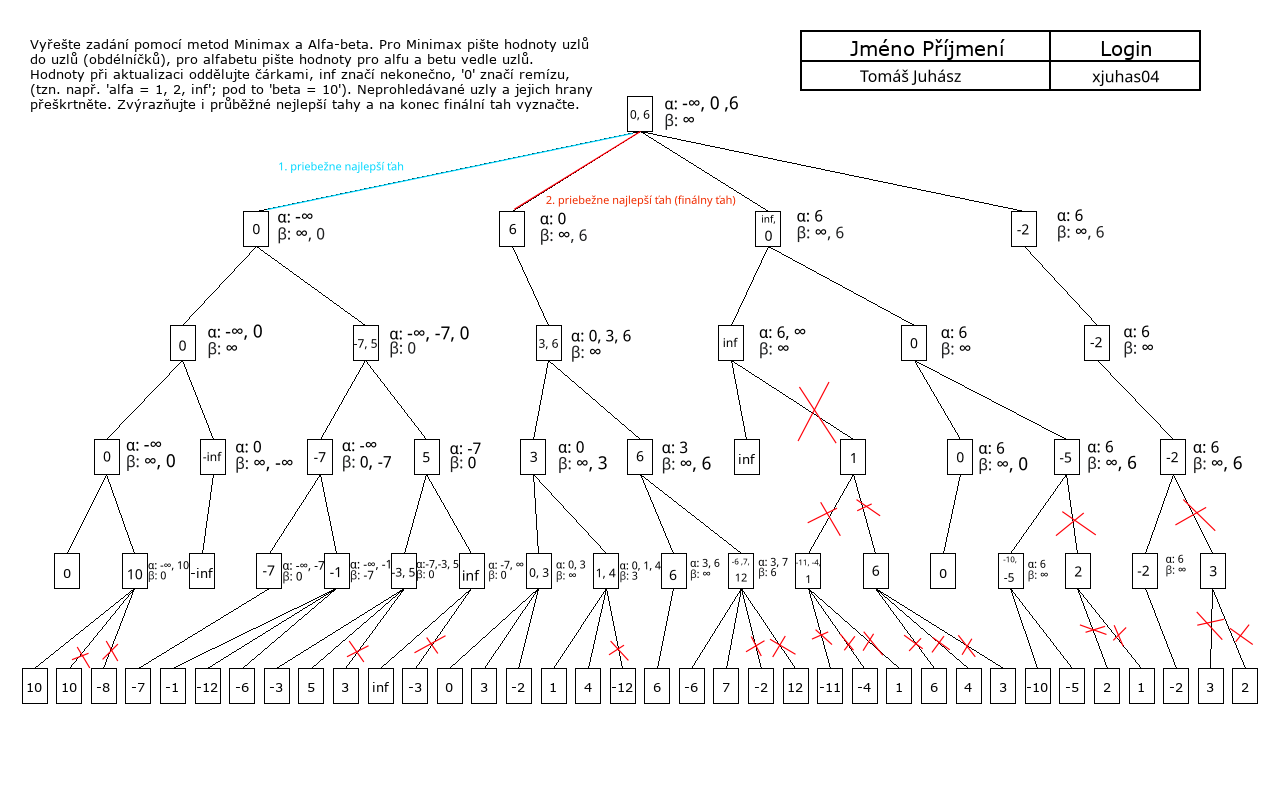 Vyřešte zadání pomocí metod Minimax a Alfa-beta. Pro Minimax pište hodnoty uzlů
do uzlů (obdélníčků), pro alfabetu pište hodnoty pro alfu a betu vedle uzlů.
Hodnoty při aktualizaci oddělujte čárkami, inf značí nekonečno, '0' značí remízu,
(tzn. např. 'alfa = 1, 2, inf'; pod to 'beta = 10'). Neprohledávané uzly a jejich hrany
přeškrtněte. Zvýrazňujte i průběžné nejlepší tahy a na konec finální tah vyznačte.
Jméno Příjmení Login
Tomáš Juhász xjuhas04
0, 6 α: -∞, 0 ,6
β: ∞
1. priebežne najlepší ťah
2. priebežne najlepší ťah (finálny ťah)
0 α: -∞ 6 α: 0 inf, α: 6 -2 α: 6
β: ∞, 0 β: ∞, 6 0 β: ∞, 6 β: ∞, 6
0 α: -∞, 0 -7, 5 α: -∞, -7, 0 3, 6 α: 0, 3, 6 inf α: 6, ∞ 0 α: 6 -2 α: 6
β: ∞ β: 0 β: ∞ β: ∞ β: ∞ β: ∞
0 α: -∞ -inf α: 0 -7 α: -∞ 5 α: -7 3 α: 0 6 α: 3 inf 1 0 α: 6 -5 α: 6 -2 α: 6
β: ∞, 0 β: ∞, -∞ β: 0, -7 β: 0 β: ∞, 3 β: ∞, 6 β: ∞, 0 β: ∞, 6 β: ∞, 6
0 10 α: -∞, 10 -inf -7 α: -∞, -7 -1 α: -∞, -1 -3, 5 α:-7,-3, 5 inf α: -7, ∞ 0, 3 α: 0, 3 1, 4 α: 0, 1, 4 6 α: 3, 6 -6 ,7, α: 3, 7 -11, -4, 6 0 -10, α: 6 2 -2 α: 6 3
β: 0 β: 0 β: -7 β: 0 β: 0 β: ∞ β: 3 β: ∞ 12 β: 6 1 -5 β: ∞ β: ∞
10 10 -8 -7 -1 -12 -6 -3 5 3 inf -3 0 3 -2 1 4 -12 6 -6 7 -2 12 -11 -4 1 6 4 3 -10 -5 2 1 -2 3 2